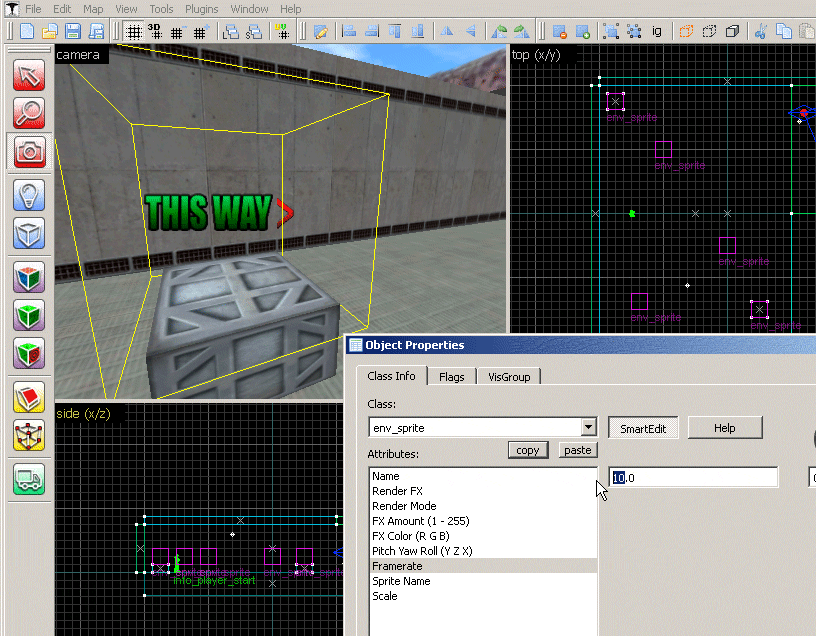 File Edit Map View Tools Plugins Window Help
3D
ig
camera
top (x/y)
THIS WAY >
env_sprite
env_sprite
env_sprite
env_sprite
env_sprite
side (x/z)
info_player_start
Object Properties
Class Info Flags VisGroup
Class:
env_sprite SmartEdit Help
Attributes: copy paste
Name
10.0
Render FX
Render Mode
FX Amount (1 - 255)
FX Color (R G B)
Pitch Yaw Roll (Y Z X)
Framerate
Sprite Name
Scale